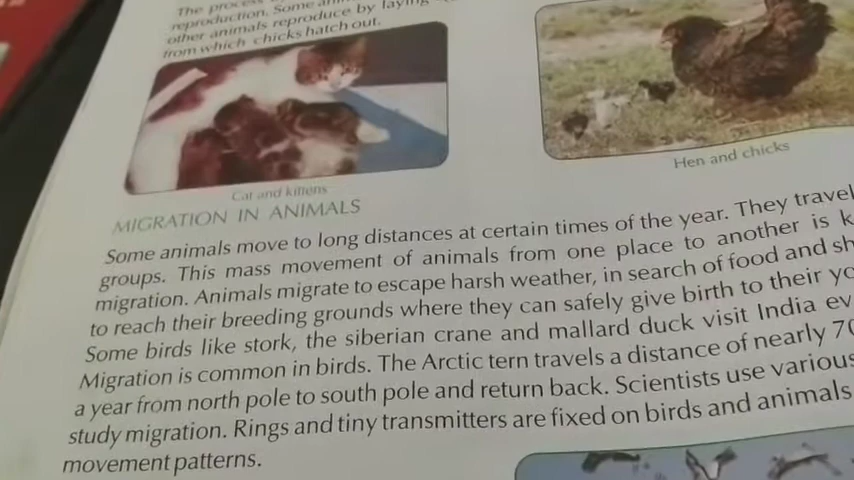 The process
reproduction. Some
other animals reproduce by laying
from which chicks hatch out.
Cat and kittens
Hen and chicks
MIGRATION IN ANIMALS
Some animals move to long distances at certain times of the year. They travel
groups. This mass movement of animals from one place to another is
migration. Animals migrate to escape harsh weather, in search of food and
to reach their breeding grounds where they can safely give birth to their
Some birds like stork, the siberian crane and mallard duck visit India
Migration is common in birds. The Arctic tern travels a distance of nearly
a year from north pole to south pole and return back. Scientists use various
study migration. Rings and tiny transmitters are fixed on birds and animals
movement patterns.